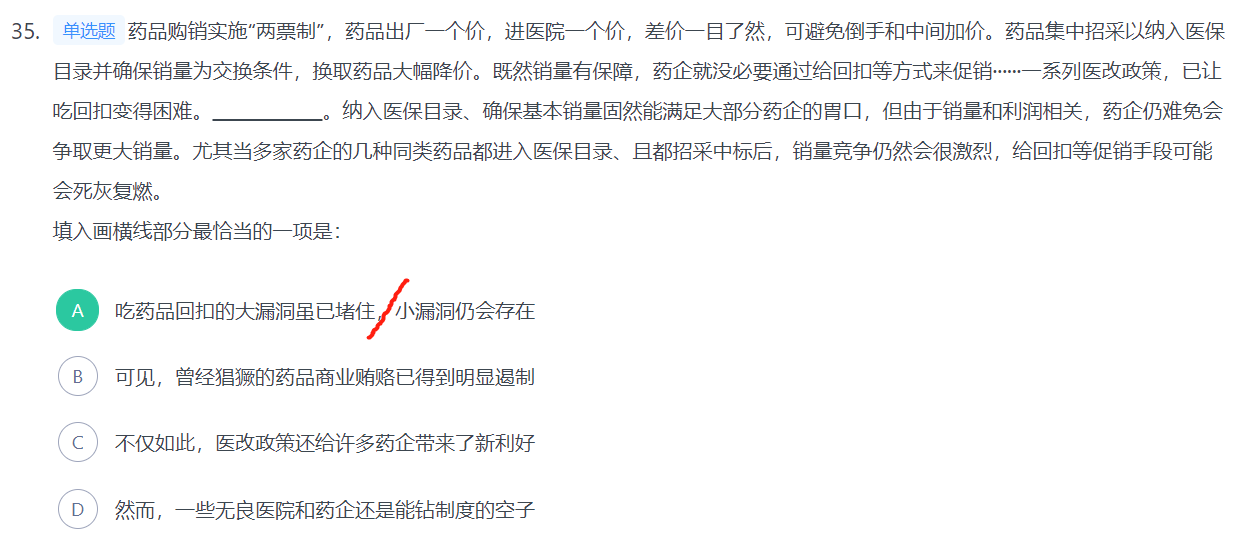 35. 单选题 药品购销实施“两票制”，药品出厂一个价，进医院一个价，差价一目了然，可避免倒手和中间加价。药品集中招采以纳入医保
目录并确保销量为交换条件，换取药品大幅降价。既然销量有保障，药企就没必要通过给回扣等方式来促销……一系列医改政策，已让
吃回扣变得困难。___________。纳入医保目录、确保基本销量固然能满足大部分药企的胃口，但由于销量和利润相关，药企仍难免会
争取更大销量。尤其当多家药企的几种同类药品都进入医保目录、且都招采中标后，销量竞争仍然会很激烈，给回扣等促销手段可能
会死灰复燃。
填入画横线部分最恰当的一项是：
A 吃药品回扣的大漏洞虽已堵住，小漏洞仍会存在
B 可见，曾经猖獗的药品商业贿赂已得到明显遏制
C 不仅如此，医改政策还给许多药企带来了新利好
D 然而，一些无良医院和药企还是能钻制度的空子